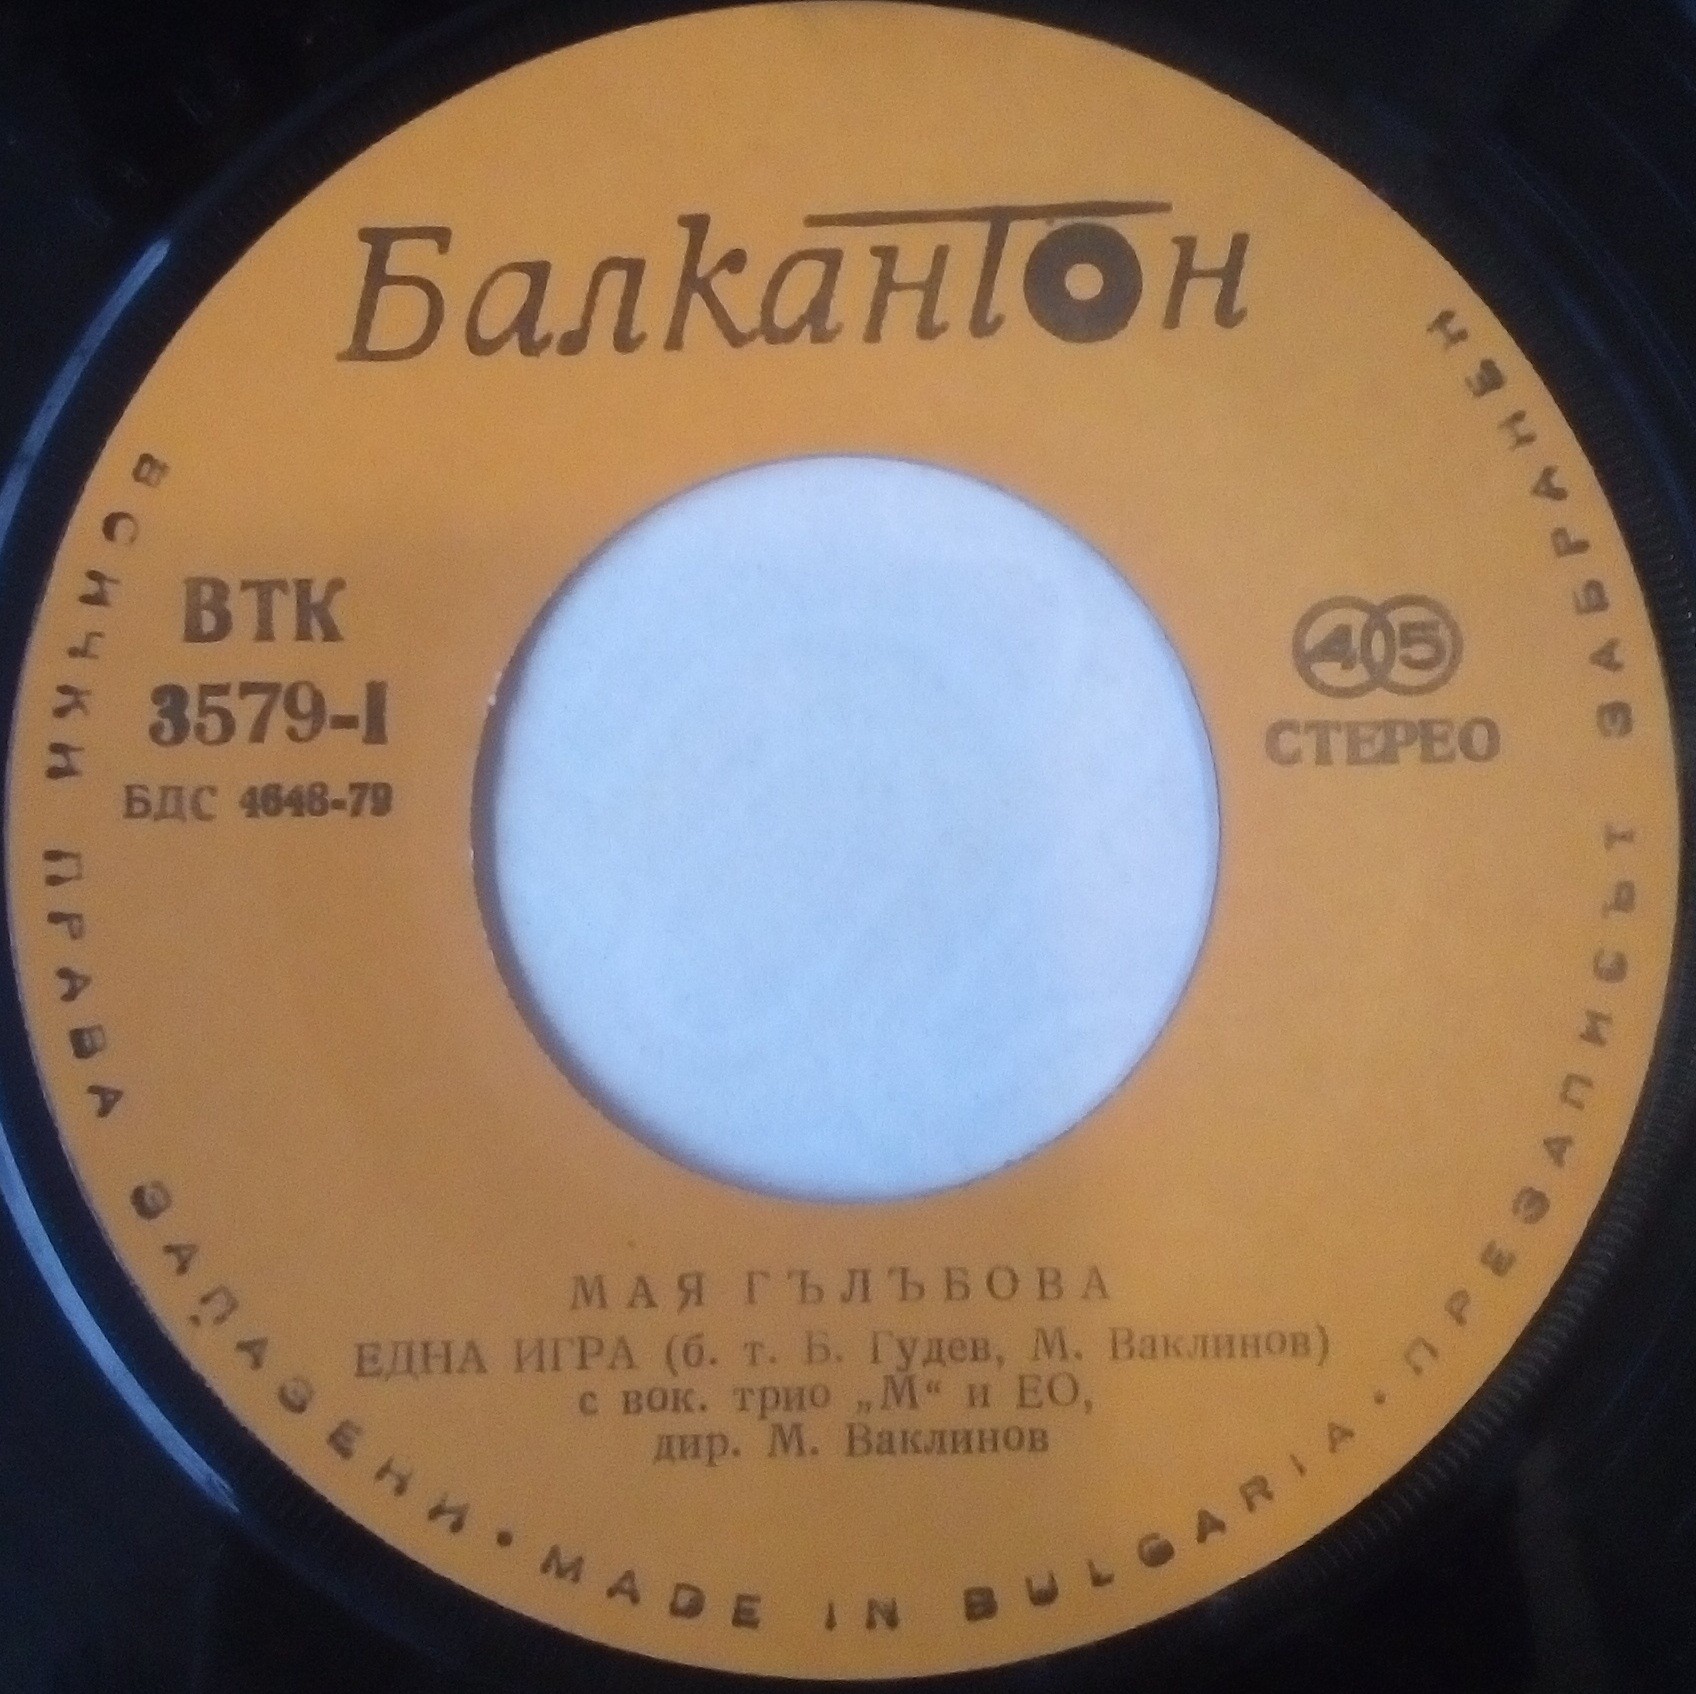 Балкантон
ВТК
3579-I
БДС 4646-79
45
СТЕРЕО
МАЯ ГЪЛЪБОВА
ЕДНА ИГРА (б. т. Б. Гудев, М. Ваклинов)
с вок. трио „М“ и ЕО,
дир. М. Ваклинов
ВСИЧКИ ПРАВА ЗАПАЗЕНИ • MADE IN BULGARIA • ПРЕЗАПИСЪТ ЗАБРАНЕН